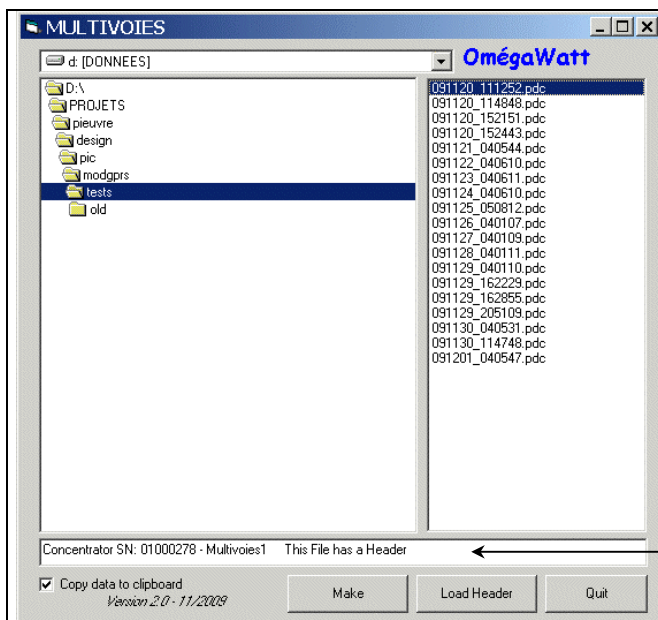 MULTIVOIES
d: [DONNEES]
OmégaWatt
D:\
PROJETS
pieuvre
design
pic
modgprs
tests
old
091120_111252.pdc
091120_114848.pdc
091120_152151.pdc
091120_152443.pdc
091121_040544.pdc
091122_040610.pdc
091123_040611.pdc
091124_040610.pdc
091125_050812.pdc
091126_040107.pdc
091127_040109.pdc
091128_040111.pdc
091129_040110.pdc
091129_162229.pdc
091129_162855.pdc
091129_205109.pdc
091130_040531.pdc
091130_114748.pdc
091201_040547.pdc
Concentrator SN: 01000278 - Multivoies1 This File has a Header
Copy data to clipboard
Version 2.0 - 11/2009
Make
Load Header
Quit